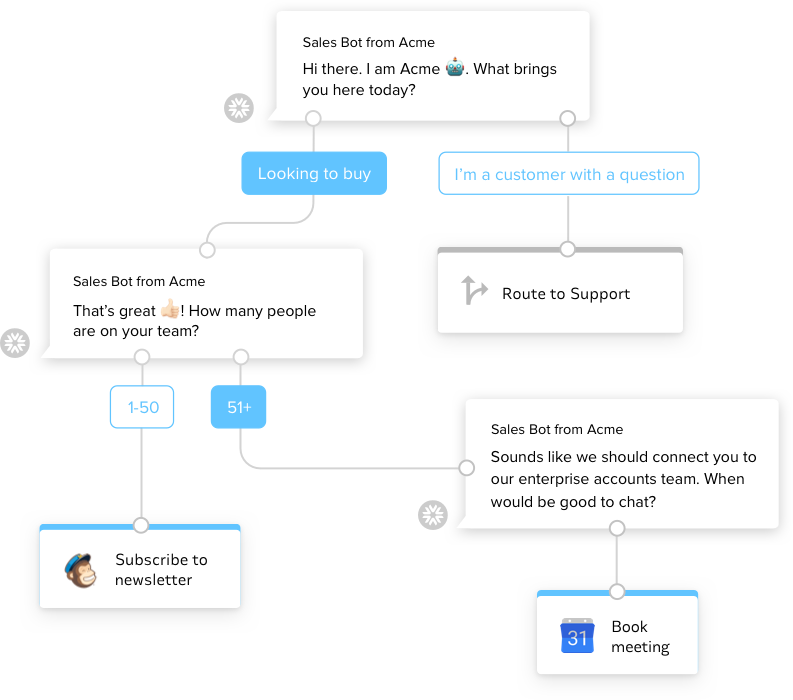 Sales Bot from Acme
Hi there. I am Acme 🤖. What brings
you here today?
Looking to buy
I'm a customer with a question
Sales Bot from Acme
That's great 👍🏻! How many people
are on your team?
Route to Support
1-50
51+
Sales Bot from Acme
Sounds like we should connect you to
our enterprise accounts team. When
would be good to chat?
Subscribe to
newsletter
31
Book
meeting